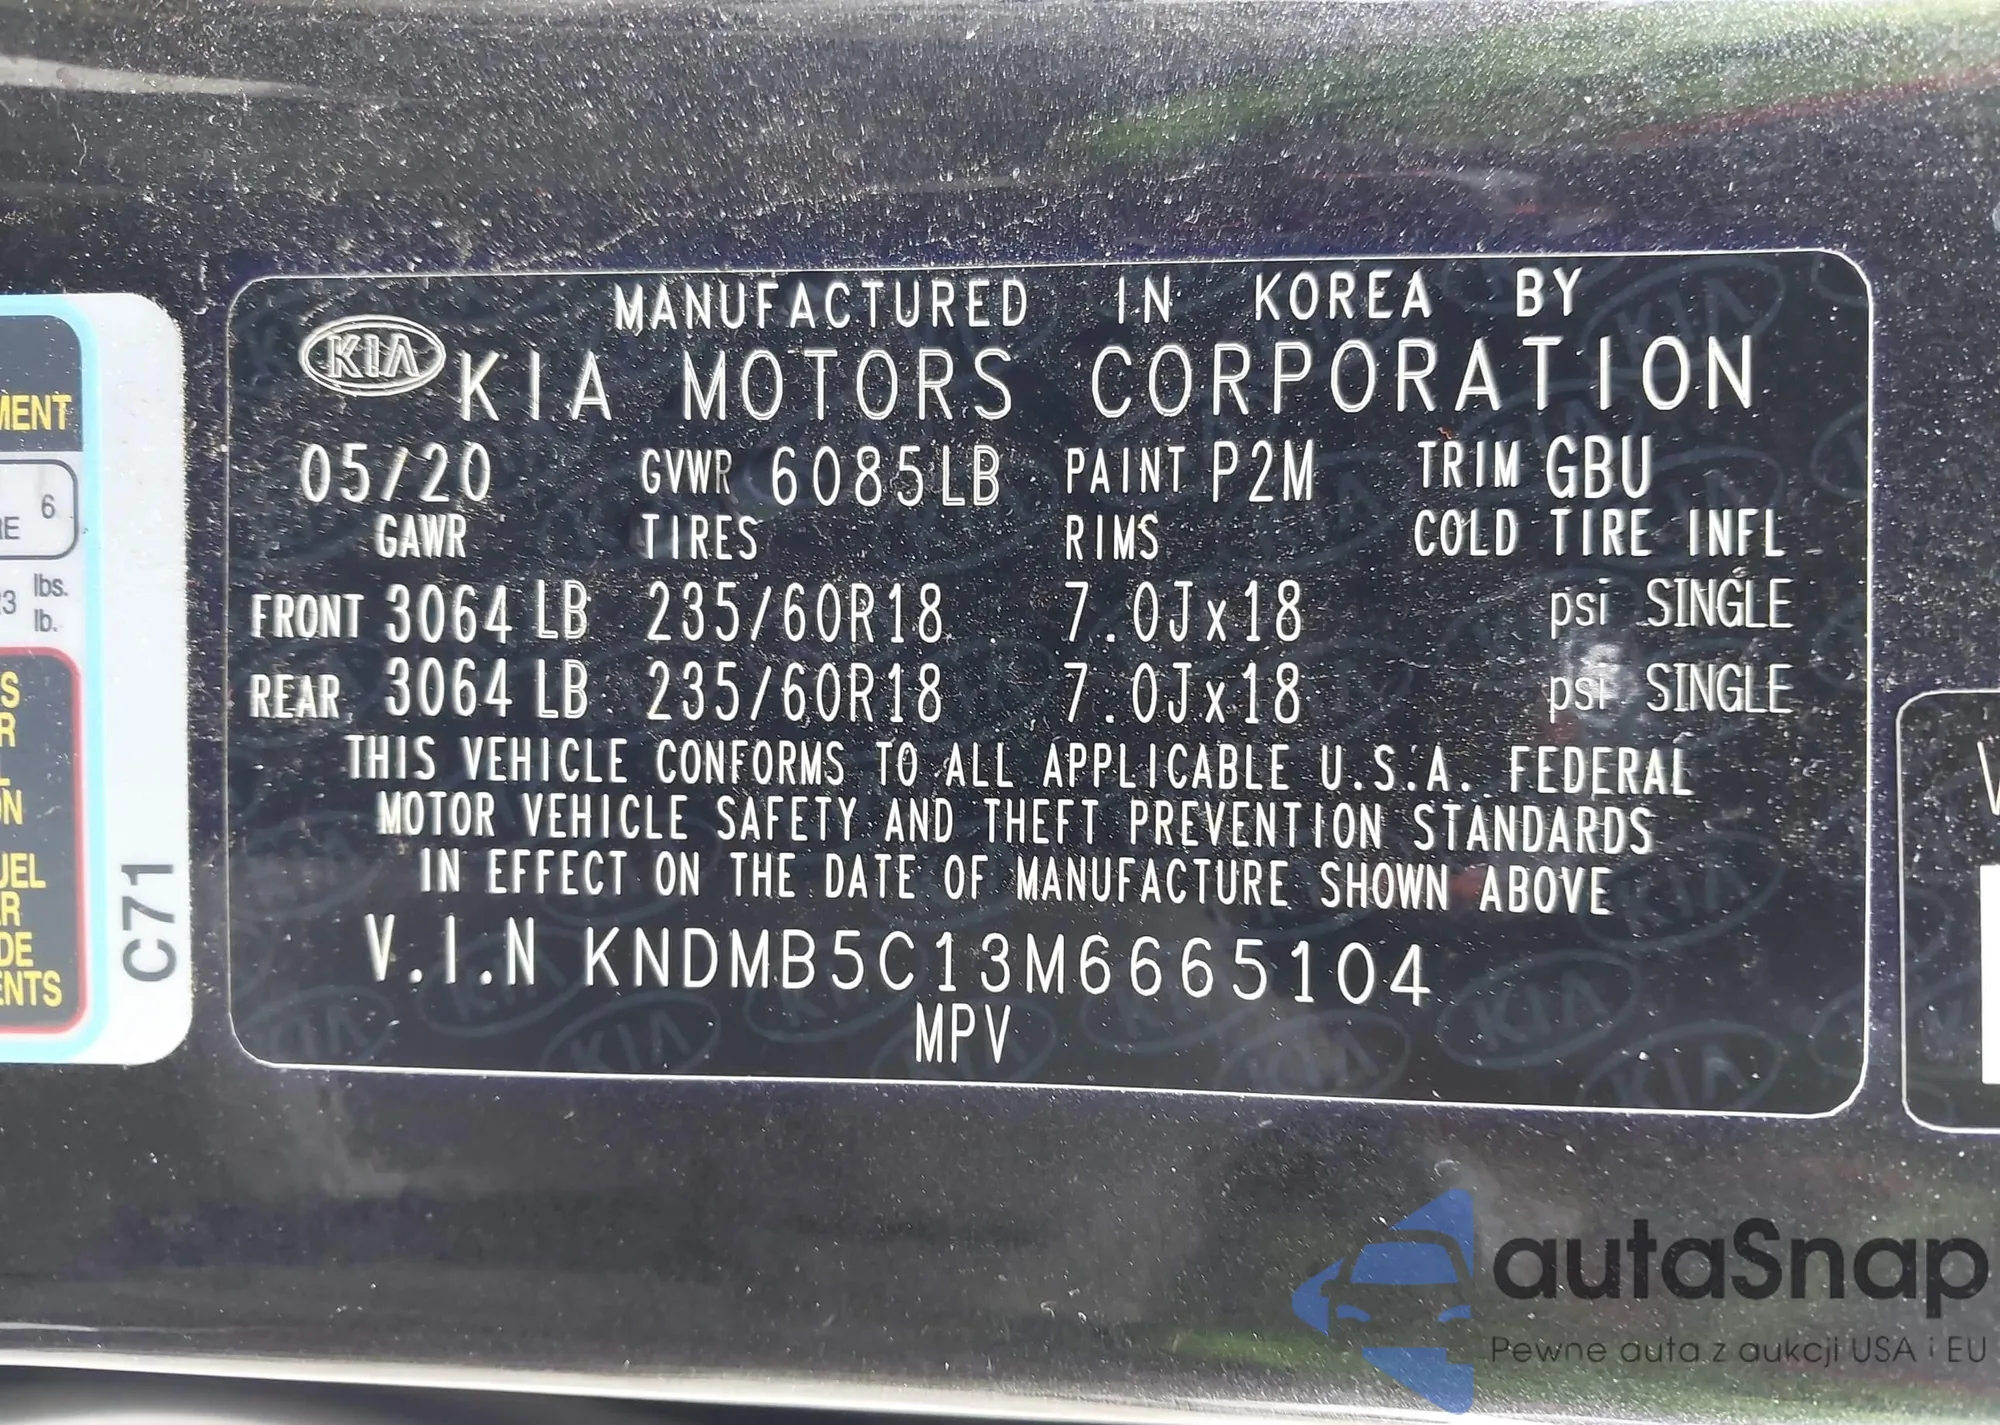 MANUFACTURED IN KOREA BY
KIA KIA MOTORS CORPORATION
05/20 GVWR 6085LB PAINT P2M TRIM GBU
GAWR TIRES RIMS COLD TIRE INFL
FRONT 3064 LB 235/60R18 7.0Jx18 psi SINGLE
REAR 3064 LB 235/60R18 7.0Jx18 psi SINGLE
THIS VEHICLE CONFORMS TO ALL APPLICABLE U.S.A. FEDERAL
MOTOR VEHICLE SAFETY AND THEFT PREVENTION STANDARDS
IN EFFECT ON THE DATE OF MANUFACTURE SHOWN ABOVE
V.I.N KNDMB5C13M6665104
MPV
C71
6
lbs.
lb.
autaSnap
Pewne auta z aukcji USA i EU